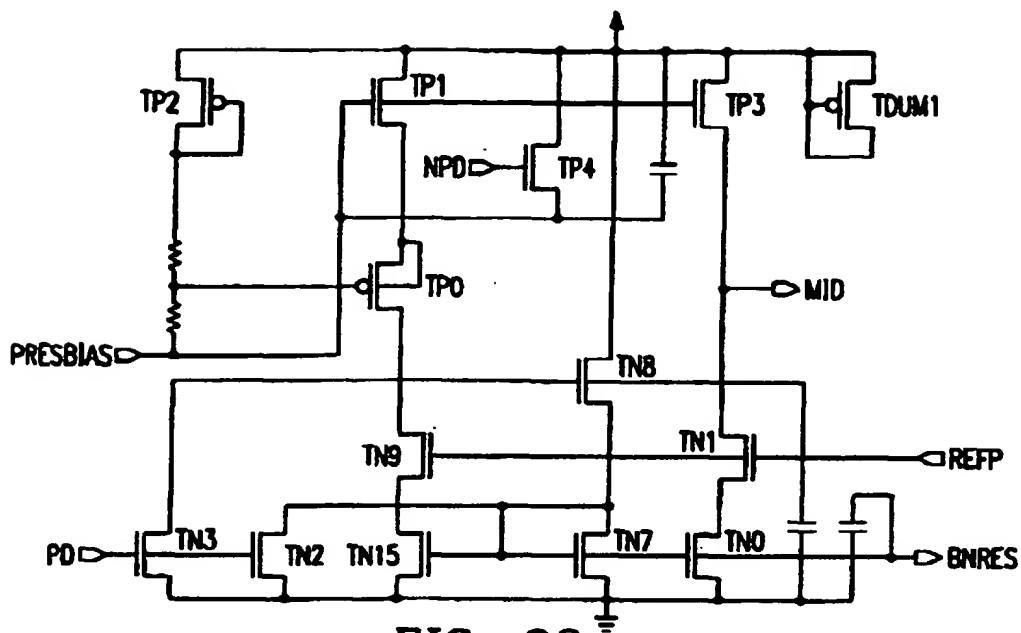 TP2
TP1
TP3
TDUM1
NPD
TP4
TP0
MID
PRESBIAS
TN8
TN9
TN1
REFP
PD
TN3
TN2
TN15
TN7
TN0
BNRES